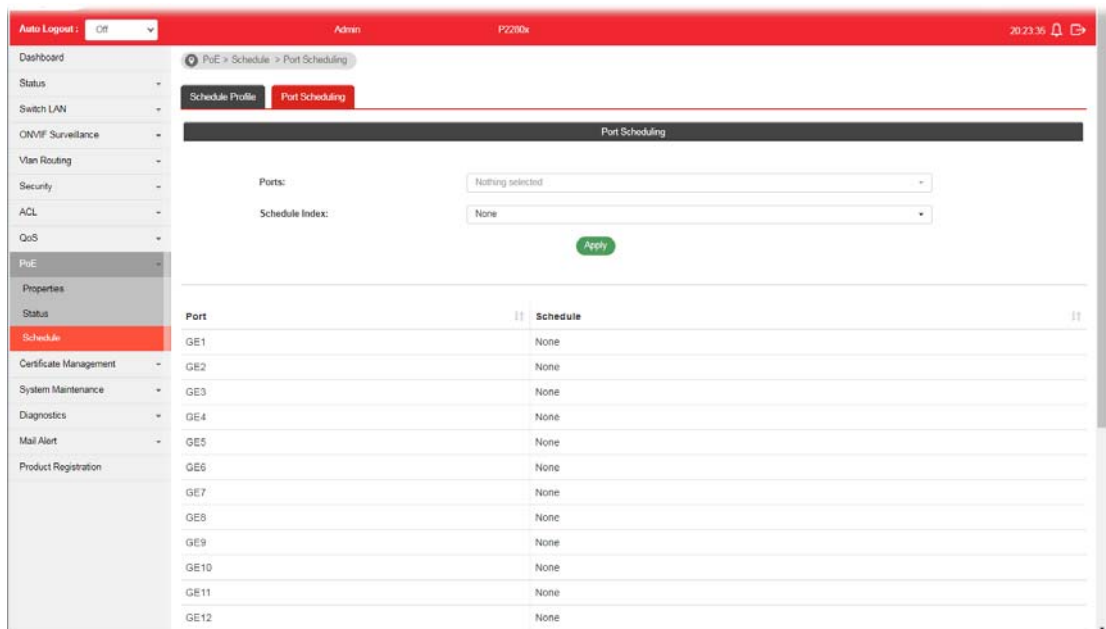 Auto Logout : Off Admin P2280x 20:23:35
Dashboard
Status
Switch LAN
ONVIF Surveillance
Vlan Routing
Security
ACL
QoS
PoE
Properties
Status
Schedule
Certificate Management
System Maintenance
Diagnostics
Mail Alert
Product Registration
PoE > Schedule > Port Scheduling
Schedule Profile Port Scheduling
Port Scheduling
Ports: Nothing selected
Schedule Index: None
Apply
Port Schedule
GE1 None
GE2 None
GE3 None
GE4 None
GE5 None
GE6 None
GE7 None
GE8 None
GE9 None
GE10 None
GE11 None
GE12 None